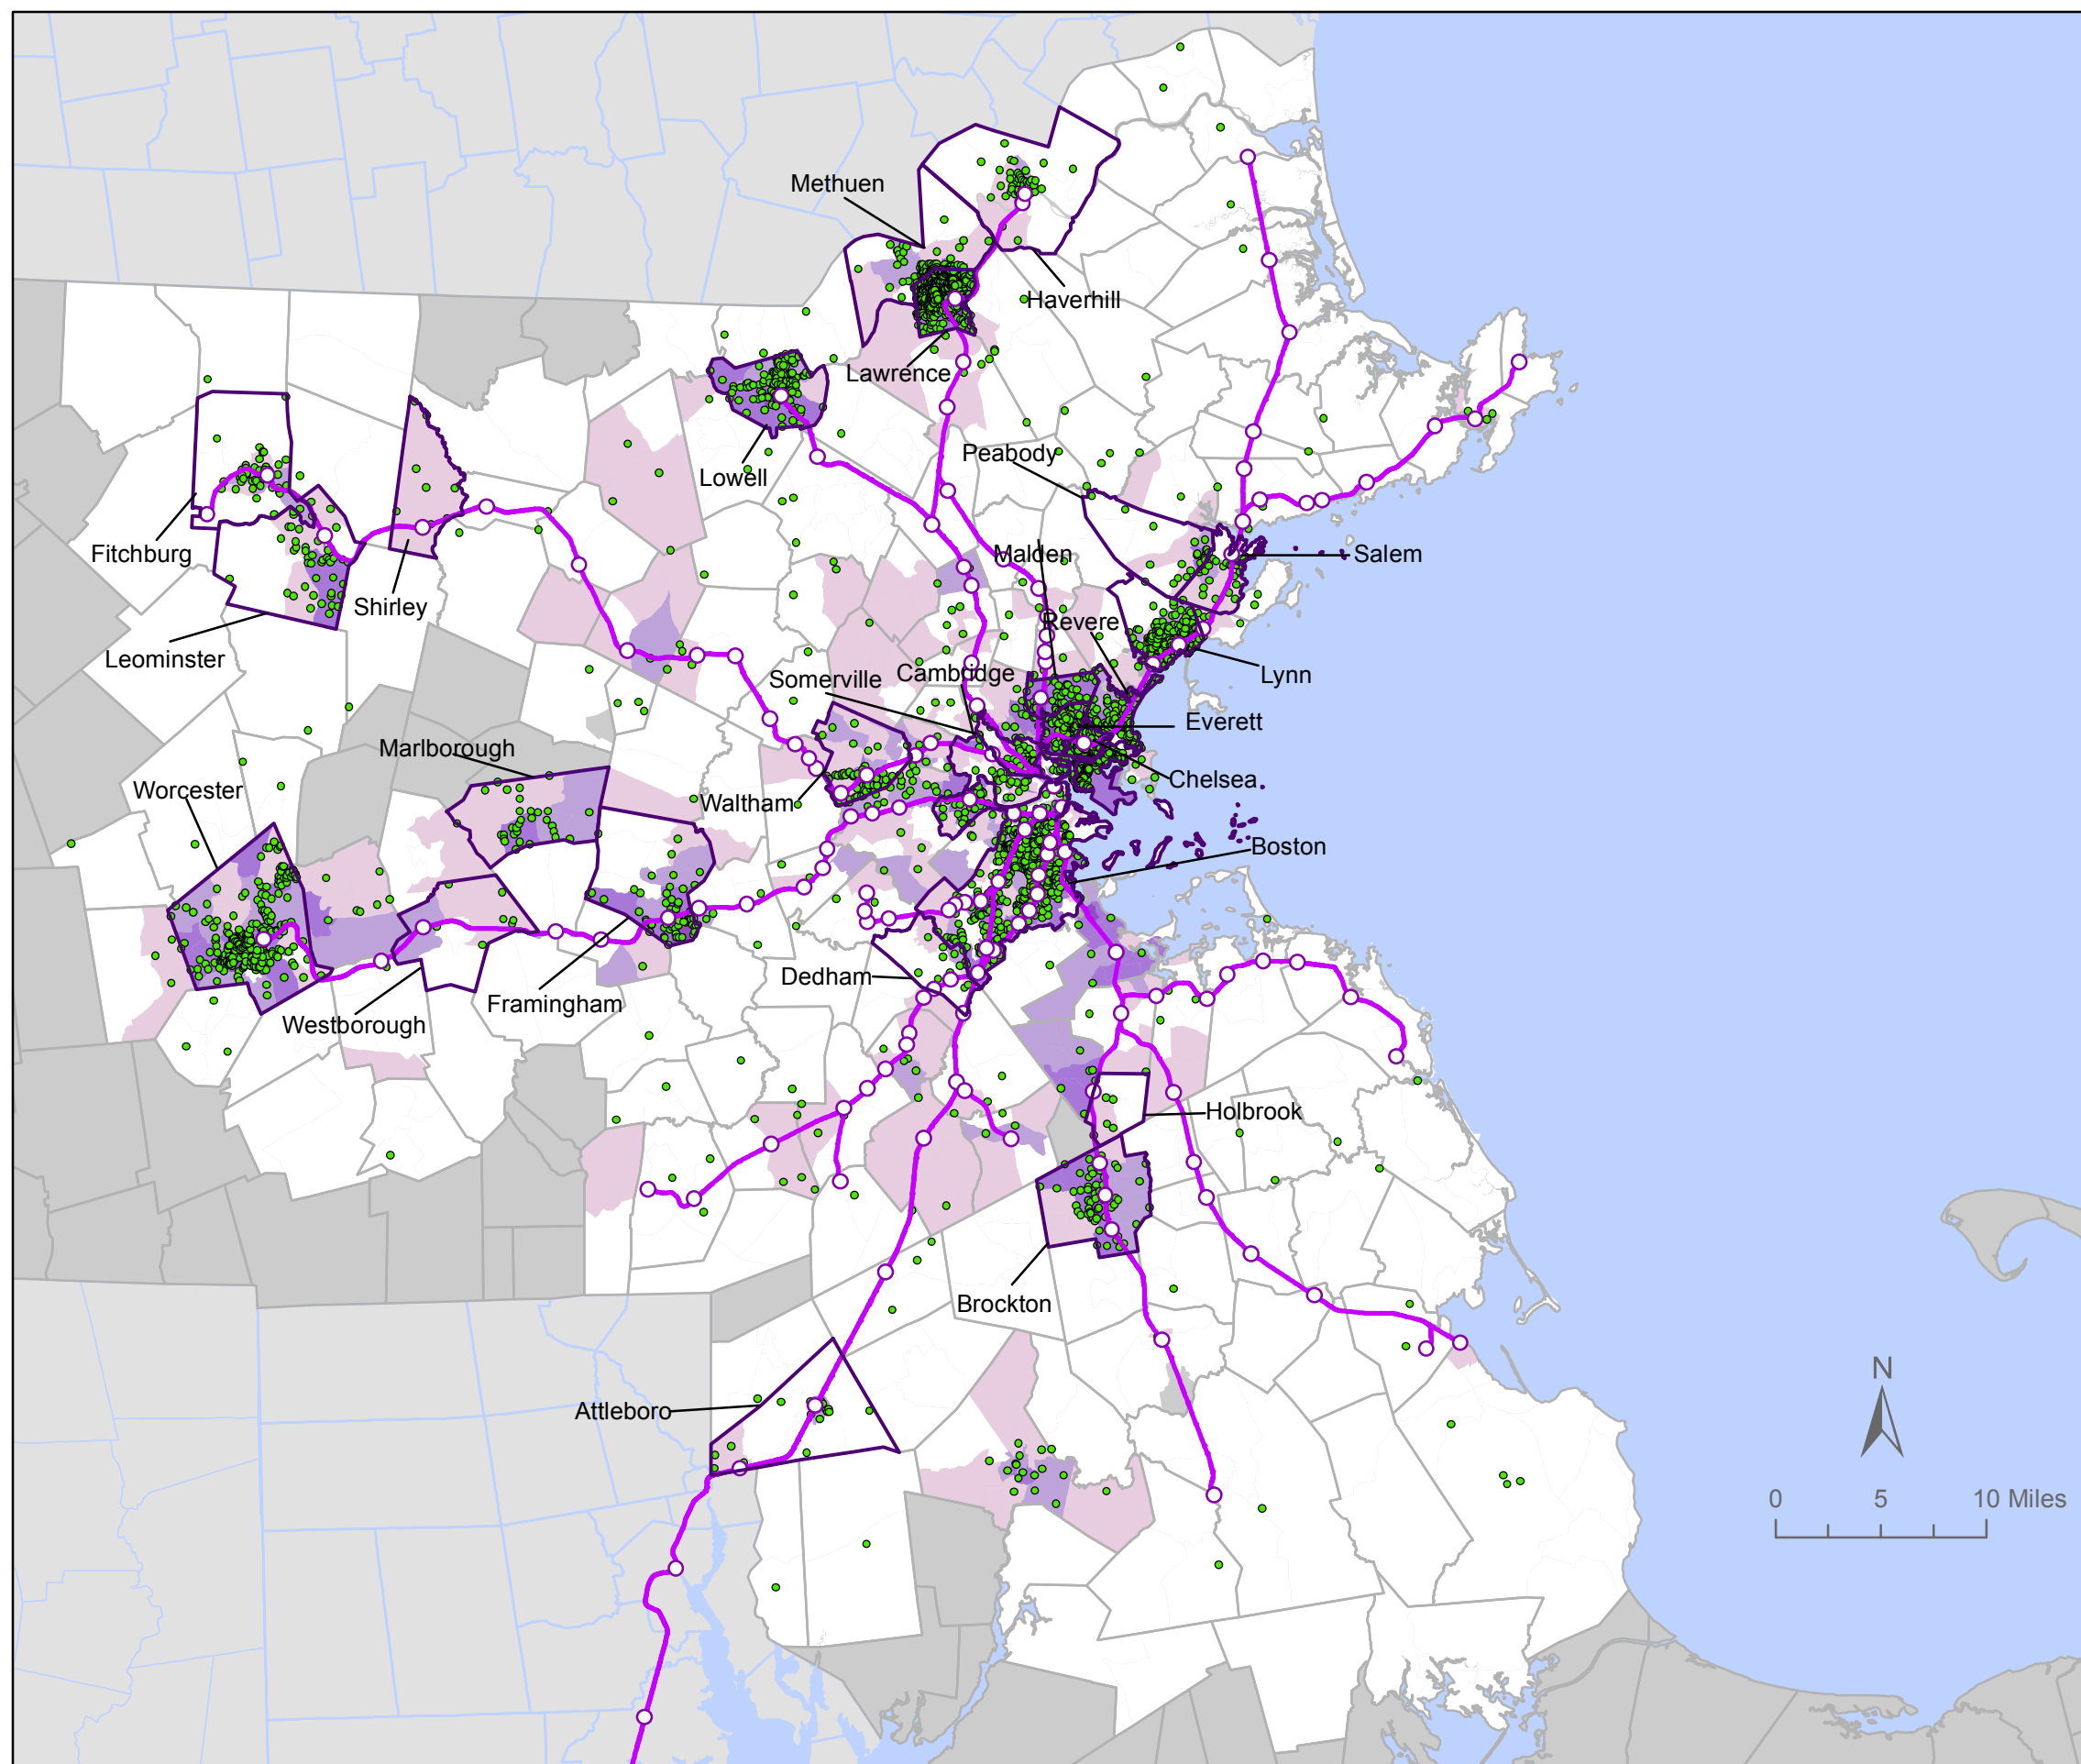 Methuen
Haverhill
Lawrence
Peabody
Lowell
Fitchburg
Malden
Salem
Shirley
Revere
Leominster
Somerville
Cambridge
Lynn
Everett
Marlborough
Chelsea
Worcester
Waltham
Boston
Dedham
Framingham
Westborough
Holbrook
Brockton
Attleboro
N
0 5 10 Miles